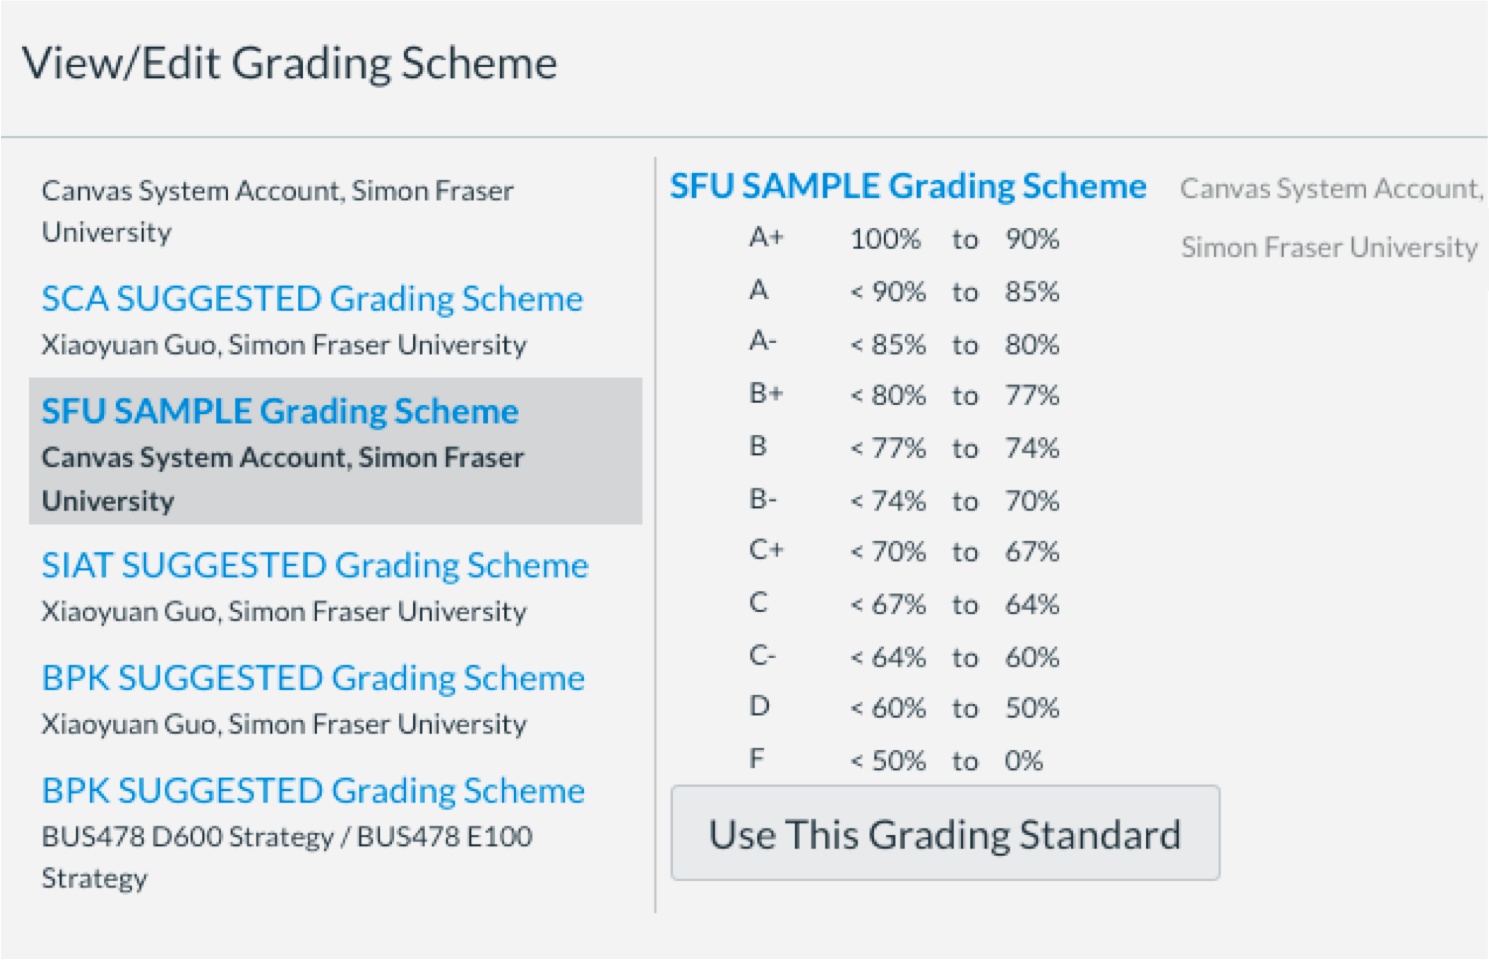 View/Edit Grading Scheme
Canvas System Account, Simon Fraser
University
SCA SUGGESTED Grading Scheme
Xiaoyuan Guo, Simon Fraser University
SFU SAMPLE Grading Scheme
Canvas System Account, Simon Fraser
University
SIAT SUGGESTED Grading Scheme
Xiaoyuan Guo, Simon Fraser University
BPK SUGGESTED Grading Scheme
Xiaoyuan Guo, Simon Fraser University
BPK SUGGESTED Grading Scheme
BUS478 D600 Strategy / BUS478 E100
Strategy
SFU SAMPLE Grading Scheme
Canvas System Account,
Simon Fraser University
A+ 100% to 90%
A < 90% to 85%
A- < 85% to 80%
B+ < 80% to 77%
B < 77% to 74%
B- < 74% to 70%
C+ < 70% to 67%
C < 67% to 64%
C- < 64% to 60%
D < 60% to 50%
F < 50% to 0%
Use This Grading Standard